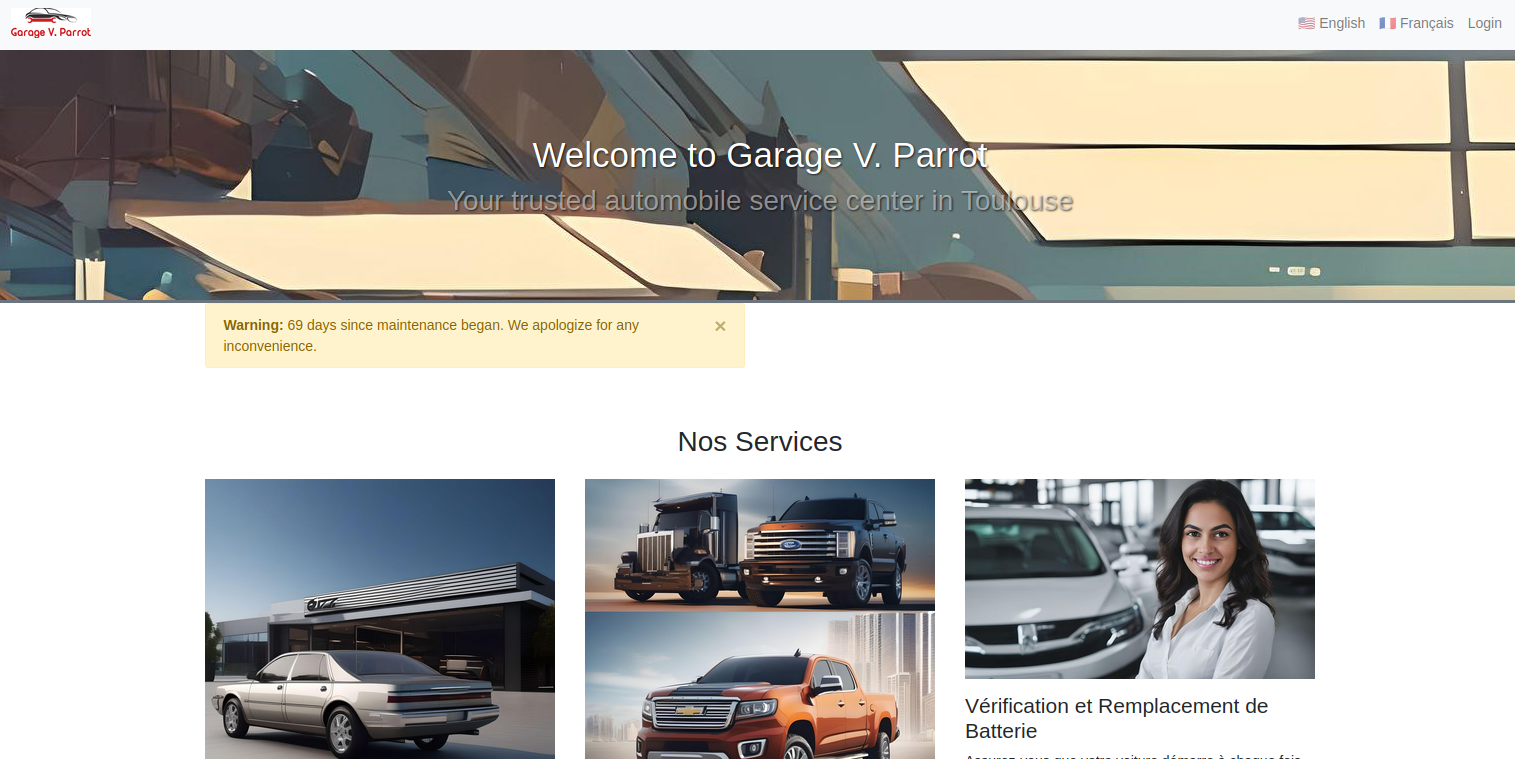 Garage V. Parrot
🇺🇸 English 🇫🇷 Français Login
Welcome to Garage V. Parrot
Your trusted automobile service center in Toulouse
Warning: 69 days since maintenance began. We apologize for any
inconvenience.
×
Nos Services
Vérification et Remplacement de
Batterie